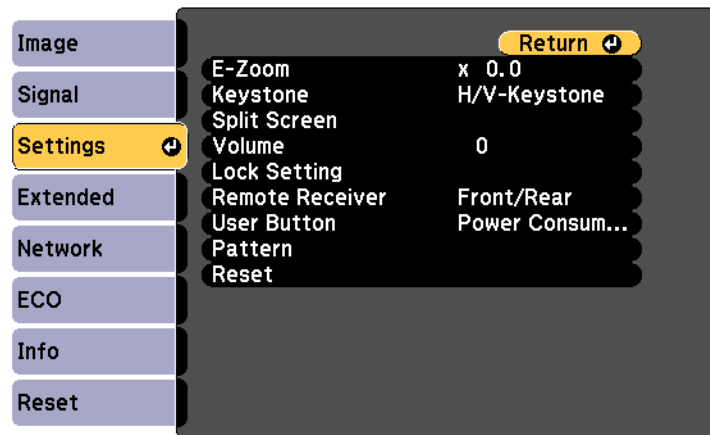 Image
Signal
Settings
Extended
Network
ECO
Info
Reset
Return
E-Zoom x 0.0
Keystone H/V-Keystone
Split Screen
Volume 0
Lock Setting
Remote Receiver Front/Rear
User Button Power Consum...
Pattern
Reset